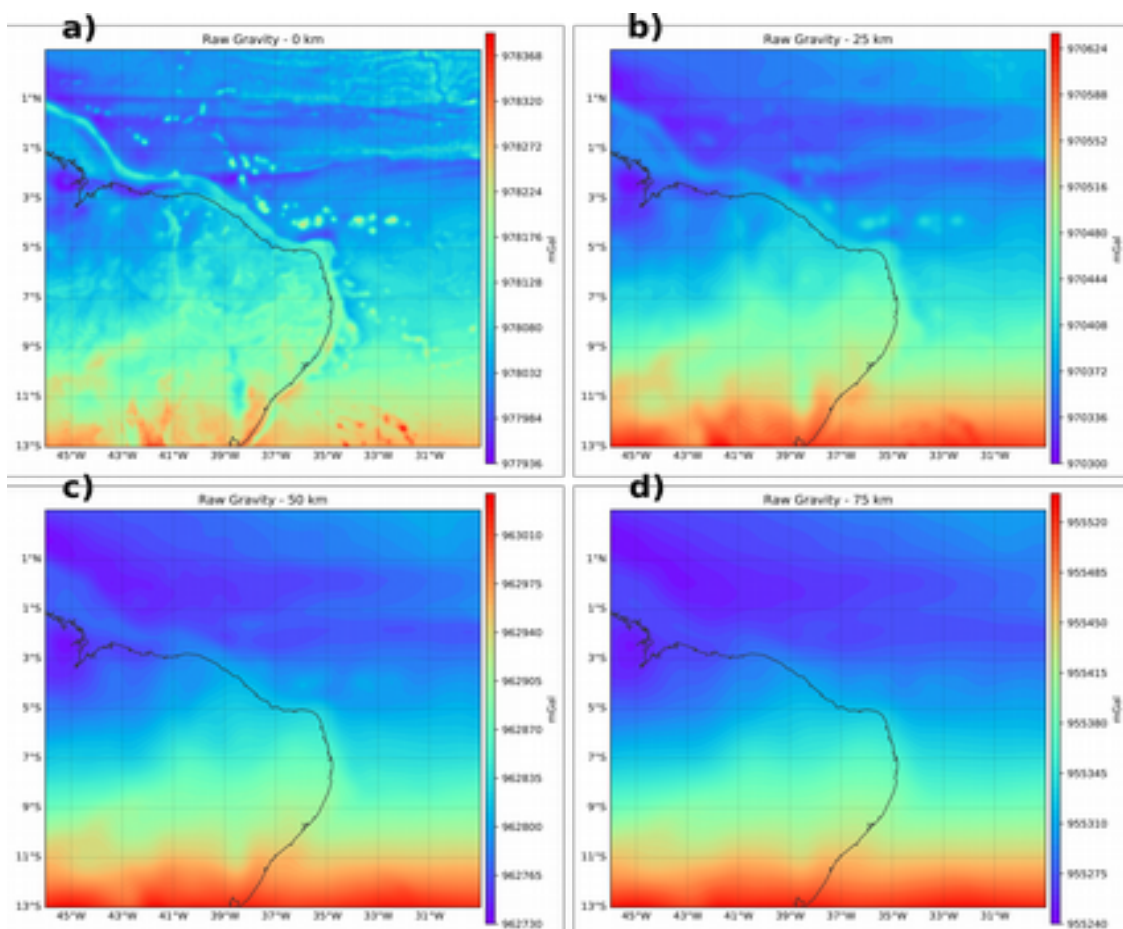 a)
Raw Gravity - 0 km
1°N
1°S
3°S
5°S
7°S
9°S
11°S
13°S
45°W 43°W 41°W 39°W 37°W 35°W 33°W 31°W
978368
978320
978272
978224
978176
978128
978080
978032
977984
977936
mGal
b)
Raw Gravity - 25 km
1°N
1°S
3°S
5°S
7°S
9°S
11°S
13°S
45°W 43°W 41°W 39°W 37°W 35°W 33°W 31°W
970624
970588
970552
970516
970480
970444
970408
970372
970336
970300
mGal
c)
Raw Gravity - 50 km
1°N
1°S
3°S
5°S
7°S
9°S
11°S
13°S
45°W 43°W 41°W 39°W 37°W 35°W 33°W 31°W
963010
962975
962940
962905
962870
962835
962800
962765
962730
mGal
d)
Raw Gravity - 75 km
1°N
1°S
3°S
5°S
7°S
9°S
11°S
13°S
45°W 43°W 41°W 39°W 37°W 35°W 33°W 31°W
955520
955485
955450
955415
955380
955345
955310
955275
955240
mGal